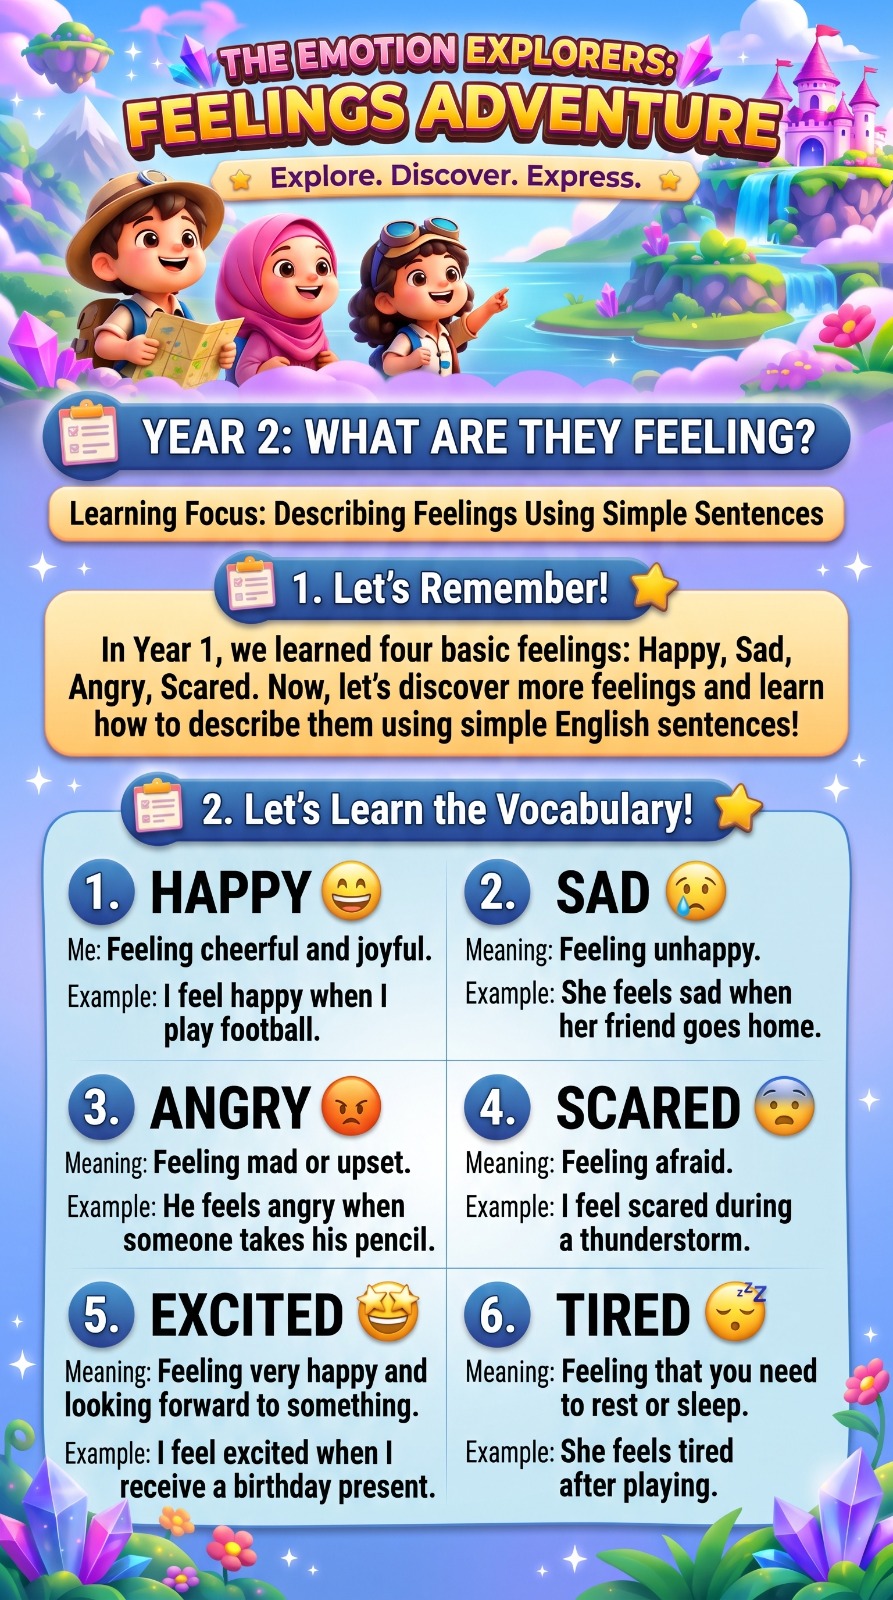 THE EMOTION EXPLORERS:
FEELINGS ADVENTURE
Explore. Discover. Express.
YEAR 2: WHAT ARE THEY FEELING?
Learning Focus: Describing Feelings Using Simple Sentences
1. Let's Remember!
In Year 1, we learned four basic feelings: Happy, Sad,
Angry, Scared. Now, let's discover more feelings and learn
how to describe them using simple English sentences!
2. Let's Learn the Vocabulary!
1. HAPPY
Me: Feeling cheerful and joyful.
Example: I feel happy when I
play football.
2. SAD
Meaning: Feeling unhappy.
Example: She feels sad when
her friend goes home.
3. ANGRY
Meaning: Feeling mad or upset.
Example: He feels angry when
someone takes his pencil.
4. SCARED
Meaning: Feeling afraid.
Example: I feel scared during
a thunderstorm.
5. EXCITED
Meaning: Feeling very happy and
looking forward to something.
Example: I feel excited when I
receive a birthday present.
6. TIRED
zzZ
Meaning: Feeling that you need
to rest or sleep.
Example: She feels tired
after playing.